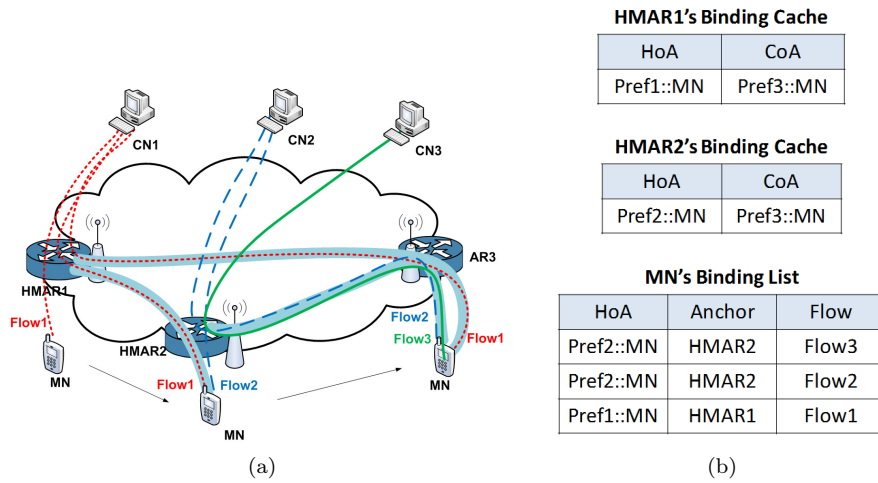 CN1
CN2
CN3
HMAR1
AR3
HMAR2
Flow1
MN
Flow1
Flow2
MN
Flow2
Flow3
Flow1
MN
(a)
HMAR1's Binding Cache
HoA CoA
Pref1::MN Pref3::MN
HMAR2's Binding Cache
HoA CoA
Pref2::MN Pref3::MN
MN's Binding List
HoA Anchor Flow
Pref2::MN HMAR2 Flow3
Pref2::MN HMAR2 Flow2
Pref1::MN HMAR1 Flow1
(b)